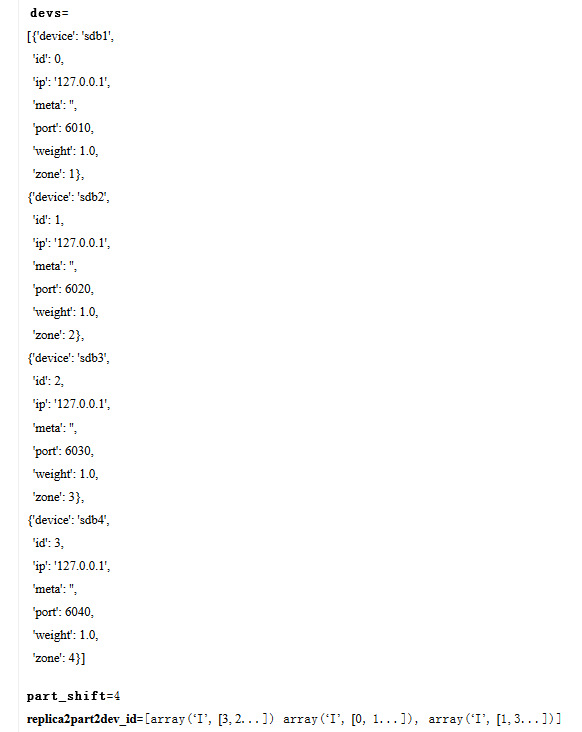 devs=
[{'device': 'sdb1',
'id': 0,
'ip': '127.0.0.1',
'meta': '',
'port': 6010,
'weight': 1.0,
'zone': 1},
{'device': 'sdb2',
'id': 1,
'ip': '127.0.0.1',
'meta': '',
'port': 6020,
'weight': 1.0,
'zone': 2},
{'device': 'sdb3',
'id': 2,
'ip': '127.0.0.1',
'meta': '',
'port': 6030,
'weight': 1.0,
'zone': 3},
{'device': 'sdb4',
'id': 3,
'ip': '127.0.0.1',
'meta': '',
'port': 6040,
'weight': 1.0,
'zone': 4}]
part_shift=4
replica2part2dev_id=[array(‘I’, [3, 2...]) array(‘I’, [0, 1...]), array(‘I’, [1, 3...])]